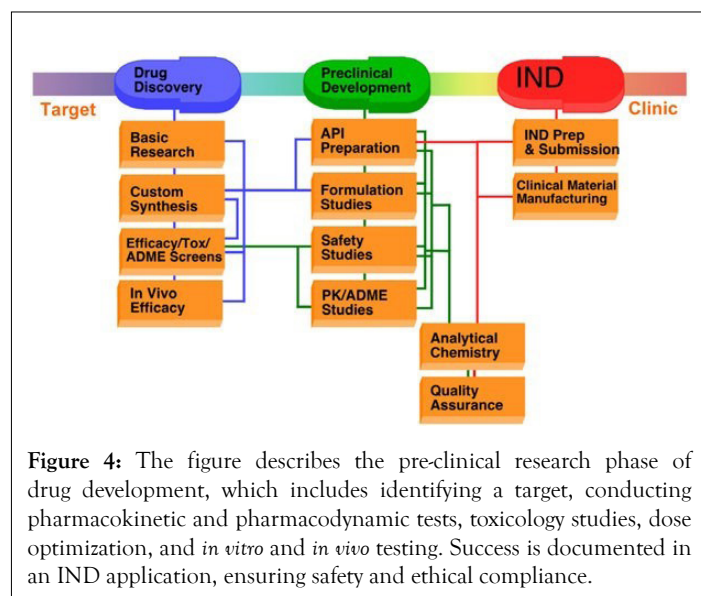 Drug
Discovery
Preclinical
Development
IND
Target
Clinic
Basic
Research
Custom
Synthesis
Efficacy/Tox/
ADME Screens
In Vivo
Efficacy
API
Preparation
Formulation
Studies
Safety
Studies
PK/ADME
Studies
IND Prep
& Submission
Clinical Material
Manufacturing
Analytical
Chemistry
Quality
Assurance
Figure 4: The figure describes the pre-clinical research phase of
drug development, which includes identifying a target, conducting
pharmacokinetic and pharmacodynamic tests, toxicology studies, dose
optimization, and in vitro and in vivo testing. Success is documented in
an IND application, ensuring safety and ethical compliance.